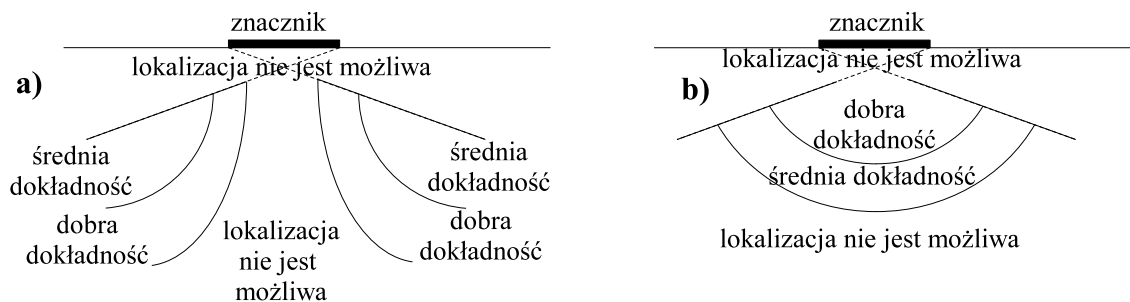 znacznik
lokalizacja nie jest możliwa
a)
średnia
dokładność
dobra
dokładność
lokalizacja
nie jest
możliwa
średnia
dokładność
dobra
dokładność
znacznik
lokalizacja nie jest możliwa
b)
dobra
dokładność
średnia dokładność
lokalizacja nie jest możliwa